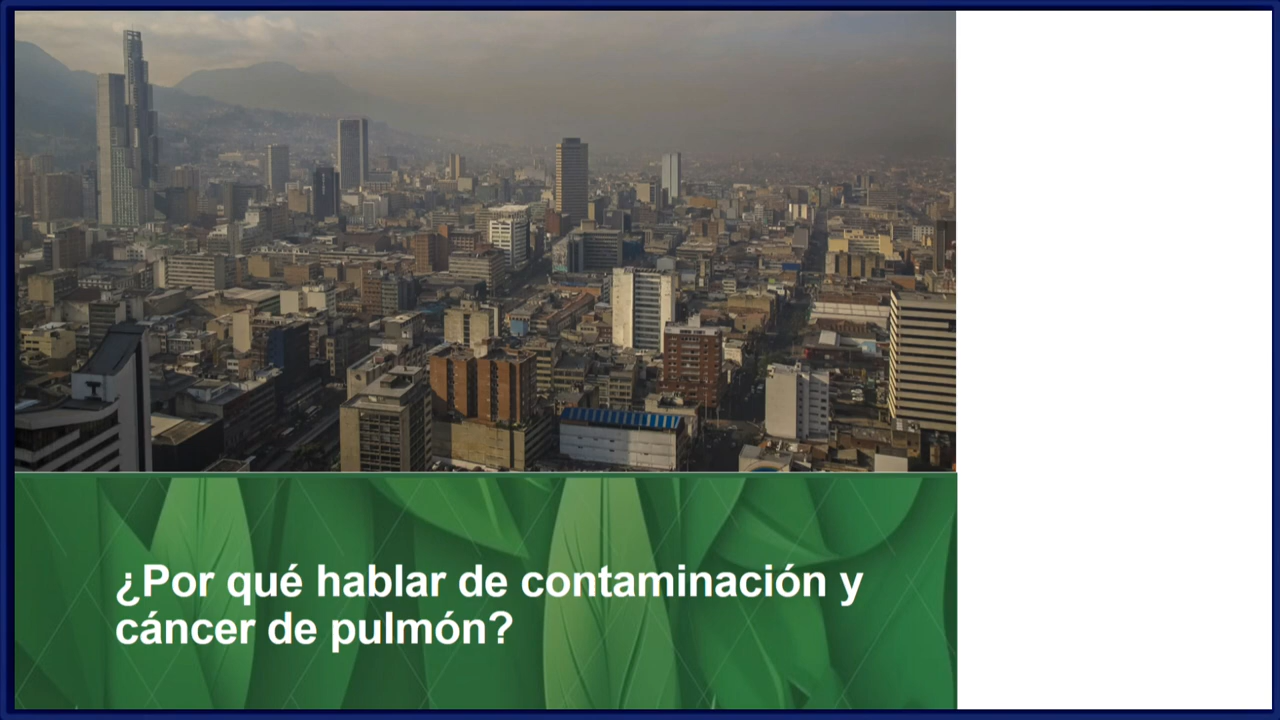 ¿Por qué hablar de contaminación y
cáncer de pulmón?